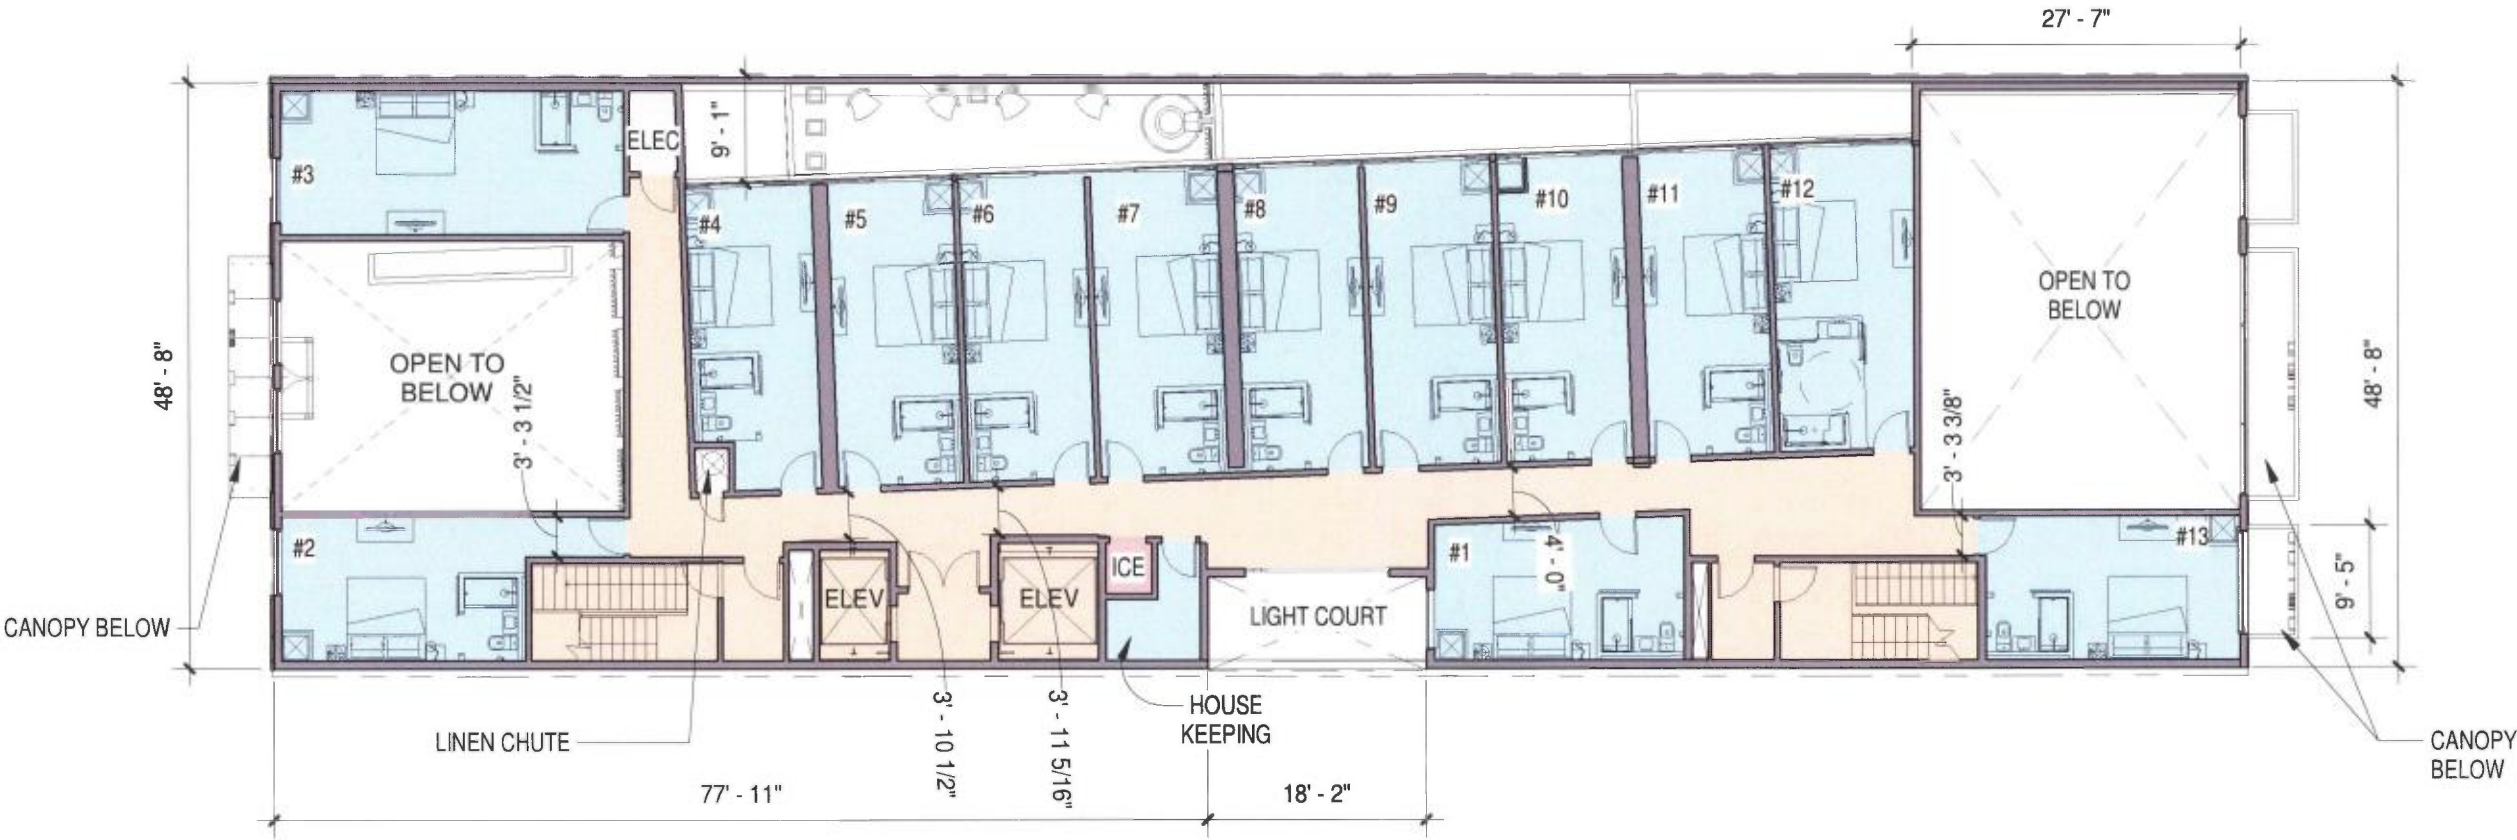 27' - 7"
ELEC
9' - 1"
#3
#4
#5
#6
#7
#8
#9
#10
#11
#12
OPEN TO
BELOW
OPEN TO
BELOW
48' - 8"
48' - 8"
3' - 3 1/2"
3' - 3 3/8"
#2
#1
#13
4' - 0"
ICE
ELEV
ELEV
LIGHT COURT
9' - 5"
CANOPY BELOW
LINEN CHUTE
3' - 10 1/2"
3' - 11 5/16"
HOUSE
KEEPING
CANOPY
BELOW
77' - 11"
18' - 2"